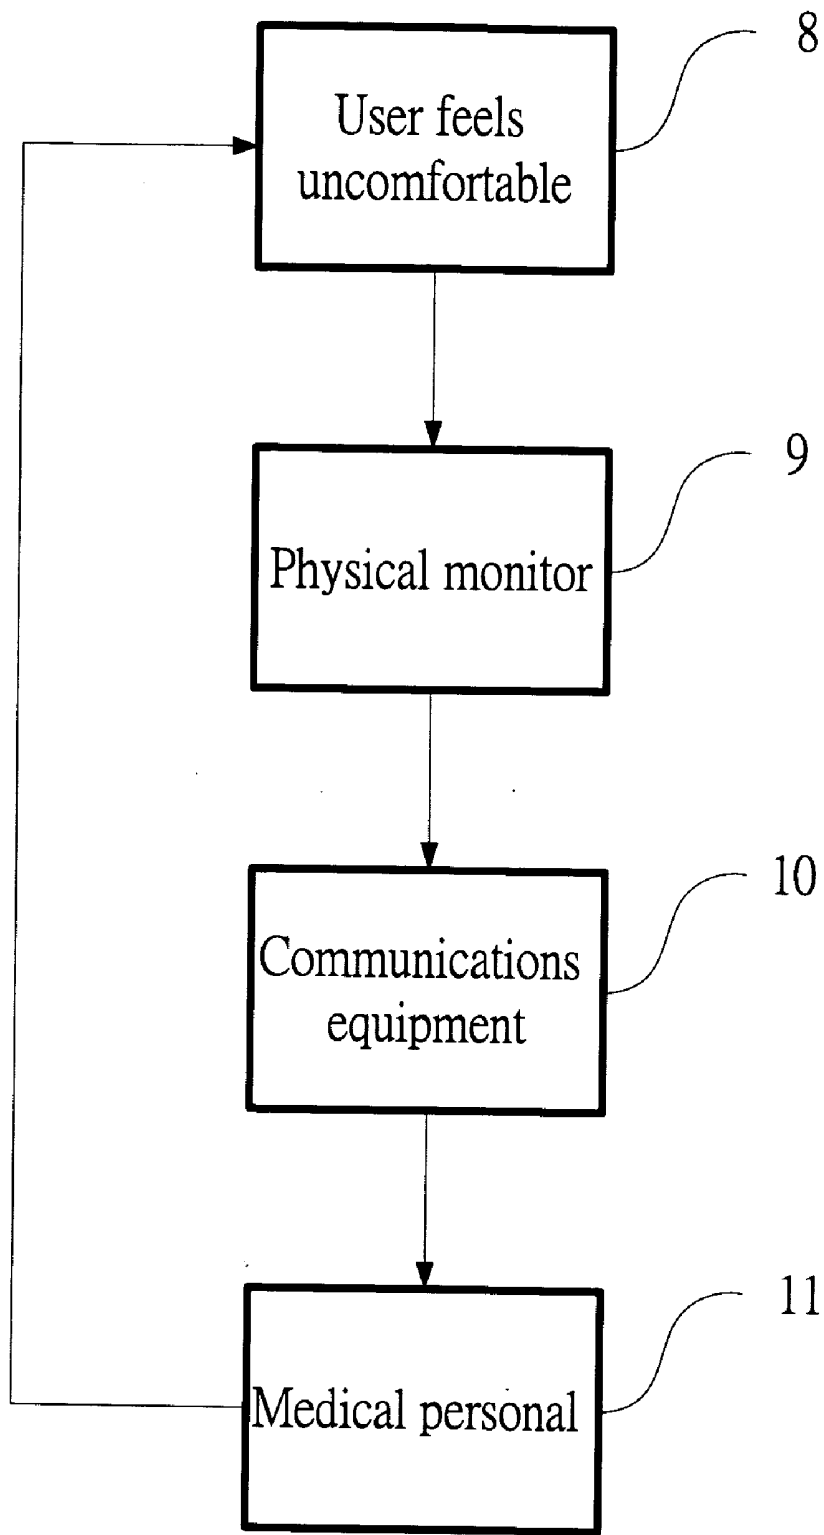 8
User feels
uncomfortable
9
Physical monitor
10
Communications
equipment
11
Medical personal